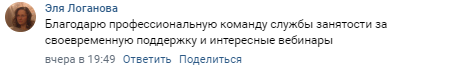 Эля Логанова
Благодарю профессиональную команду службы занятости за
своевременную поддержку и интересные вебинары
вчера в 19:49 Ответить Поделиться